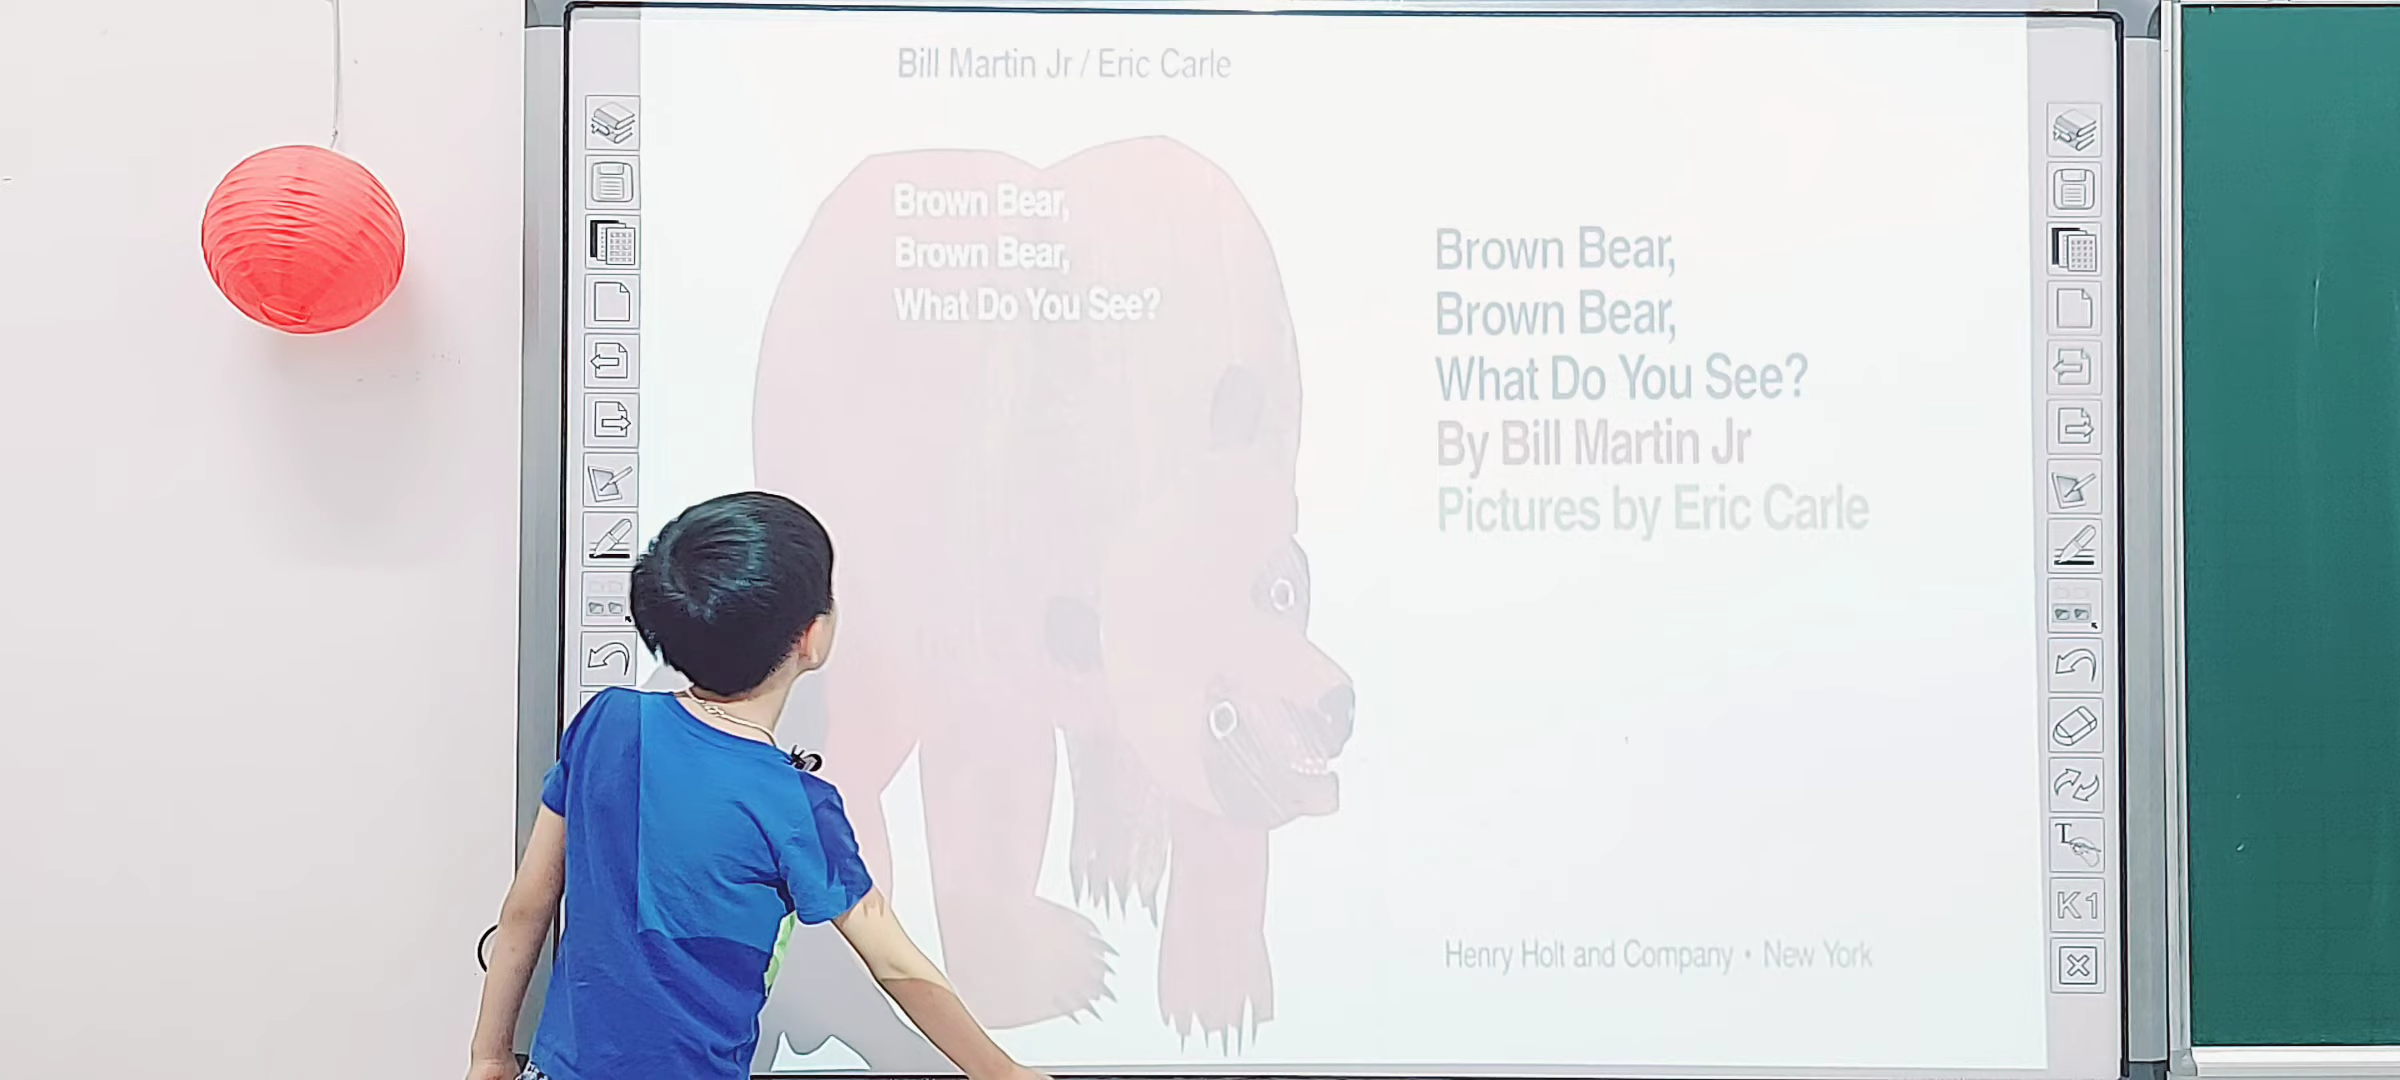 Bill Martin Jr / Eric Carle
Brown Bear,
Brown Bear,
What Do You See?
Brown Bear,
Brown Bear,
What Do You See?
By Bill Martin Jr
Pictures by Eric Carle
Henry Holt and Company • New York
T
K1